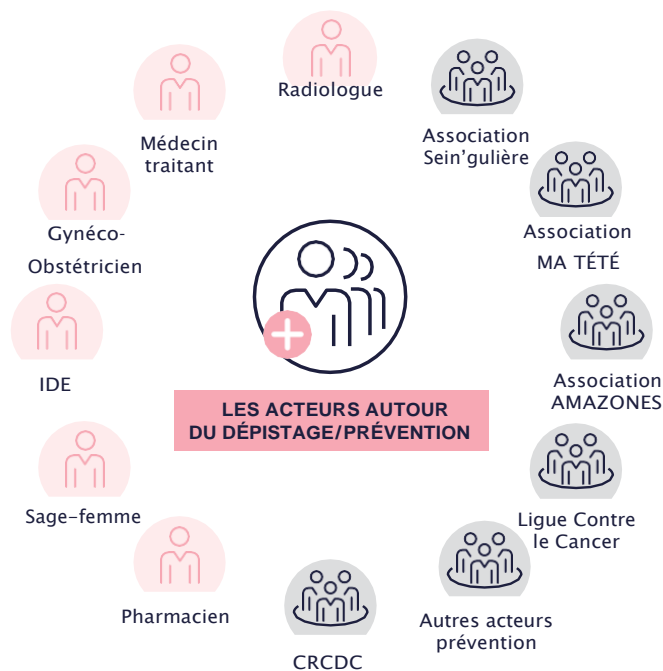 Radiologue
Association
Sein'gulière
Médecin
traitant
Association
MA TÉTÉ
Gynéco-
Obstétricien
IDE
Association
AMAZONES
LES ACTEURS AUTOUR
DU DÉPISTAGE/PRÉVENTION
Sage-femme
Ligue Contre
le Cancer
Pharmacien
Autres acteurs
prévention
CRCDC